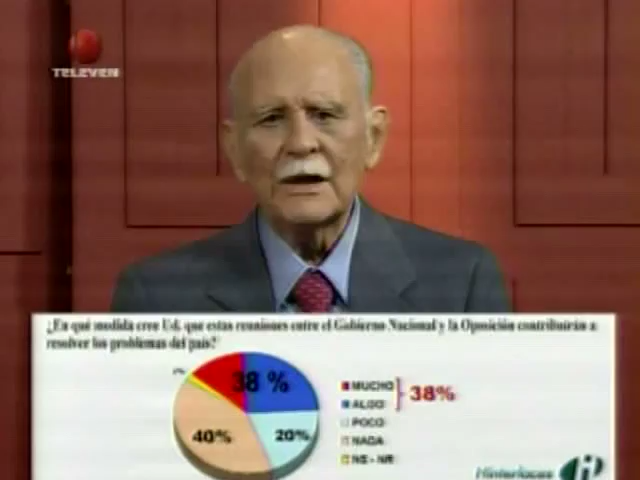 TELEVEN
¿En qué medida cree Ud. que estas reuniones entre el Gobierno Nacional y la Oposición contribuirán a
resolver los problemas del país?
38 %
40%
20%
MUCHO
ALGO
38%
POCO
NADA
NS - NR
Hinterlaces